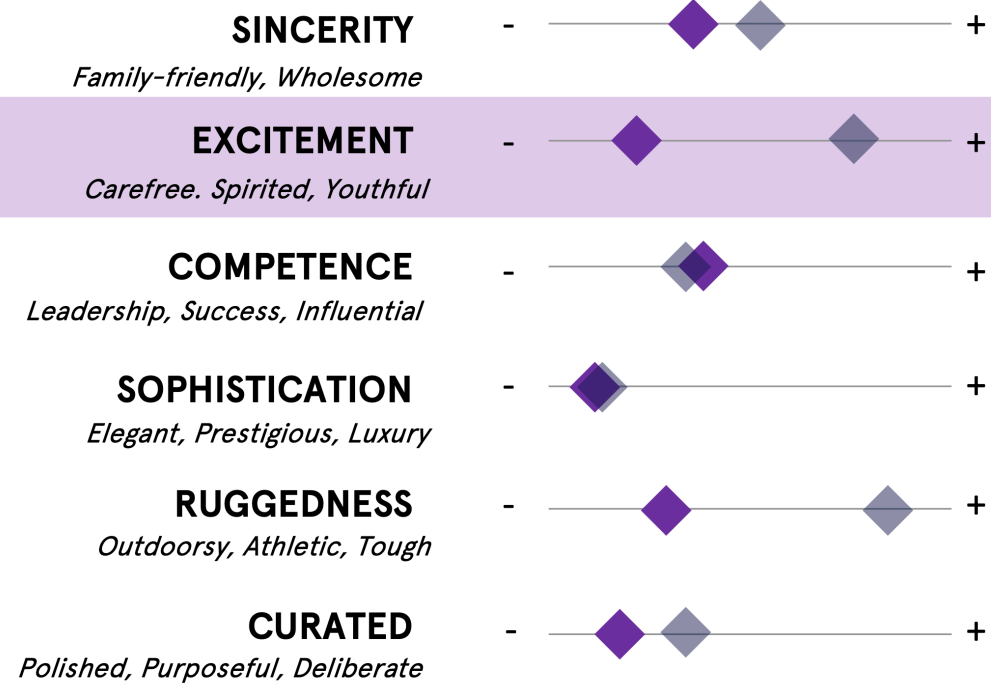 SINCERITY - +
Family-friendly, Wholesome
EXCITEMENT - +
Carefree. Spirited, Youthful
COMPETENCE - +
Leadership, Success, Influential
SOPHISTICATION - +
Elegant, Prestigious, Luxury
RUGGEDNESS - +
Outdoorsy, Athletic, Tough
CURATED - +
Polished, Purposeful, Deliberate